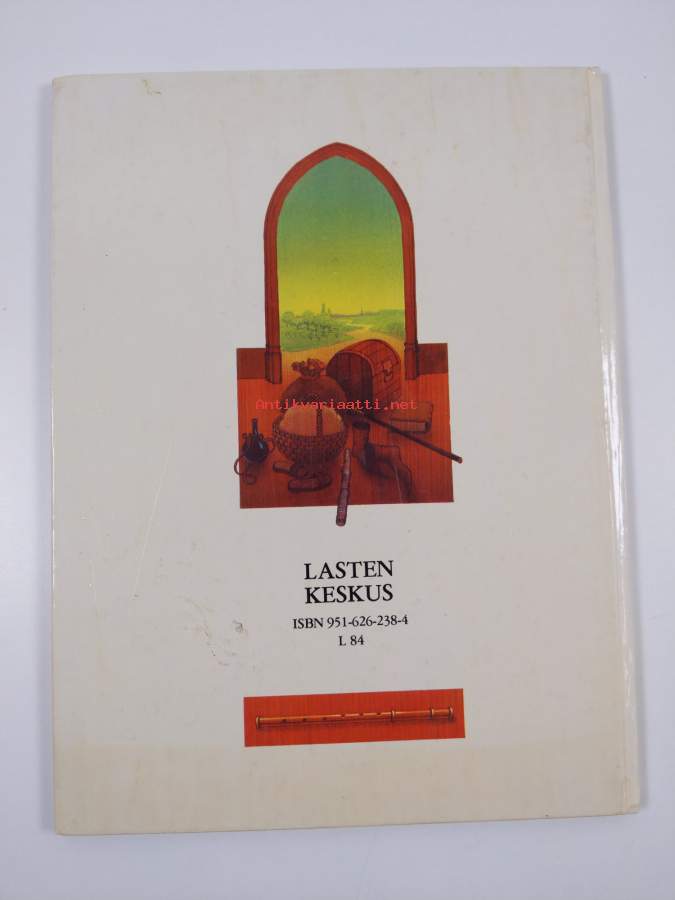 Antikvariaatti.net
LASTEN
KESKUS
ISBN 951-626-238-4
L 84